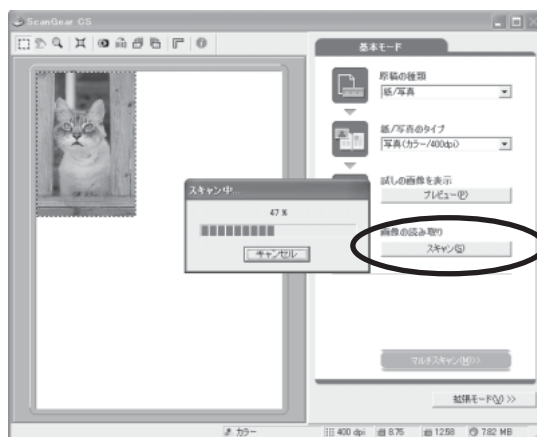 ScanGear CS
基本モード
原稿の種類
紙/写真
紙/写真のタイプ
写真(カラー/400dpi)
試しの画像を表示
プレビュー(P)
スキャン中...
47 %
キャンセル
画像の読み取り
スキャン(S)
マルチスキャン(M)>>
拡張モード(V) >>
カラー
400 dpi
8.75
12.58
7.82 MB